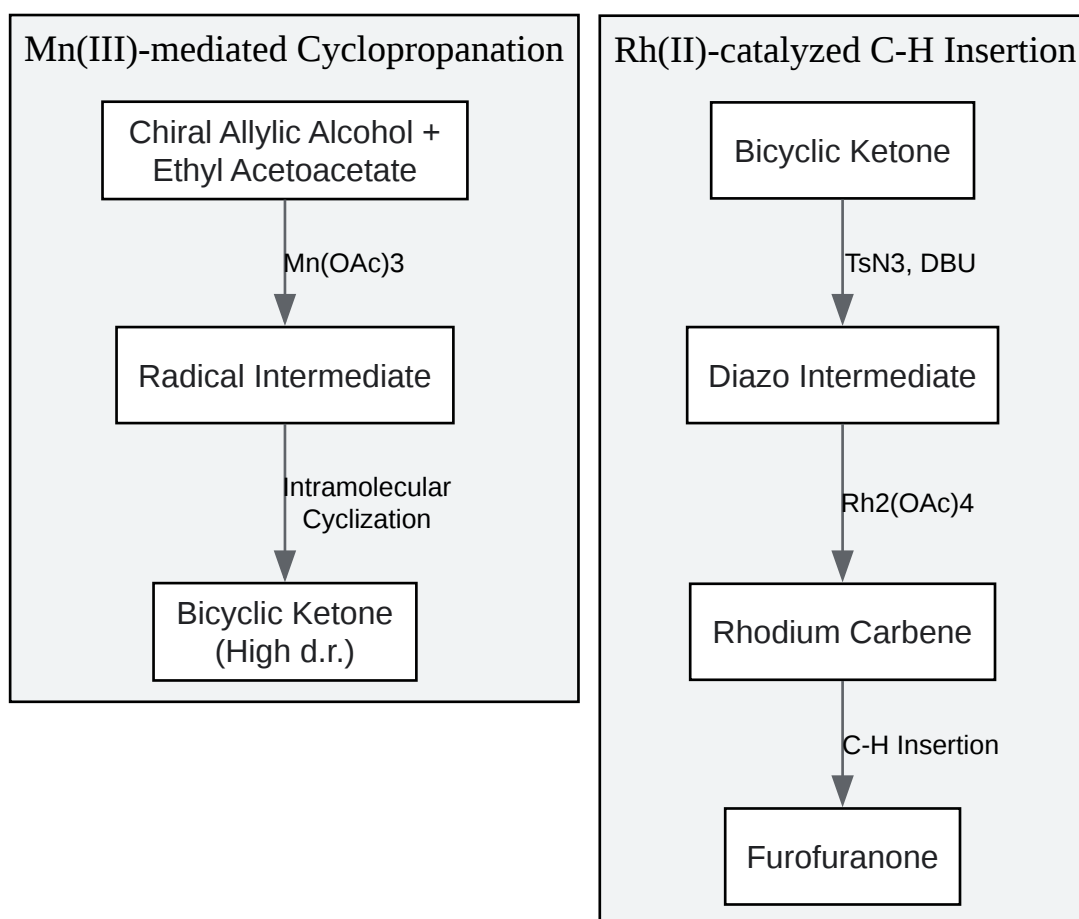 Mn(III)-mediated Cyclopropanation
Chiral Allylic Alcohol +
Ethyl Acetoacetate
Mn(OAc)3
Radical Intermediate
Intramolecular
Cyclization
Bicyclic Ketone
(High d.r.)
Rh(II)-catalyzed C-H Insertion
Bicyclic Ketone
TsN3, DBU
Diazo Intermediate
Rh2(OAc)4
Rhodium Carbene
C-H Insertion
Furofuranone